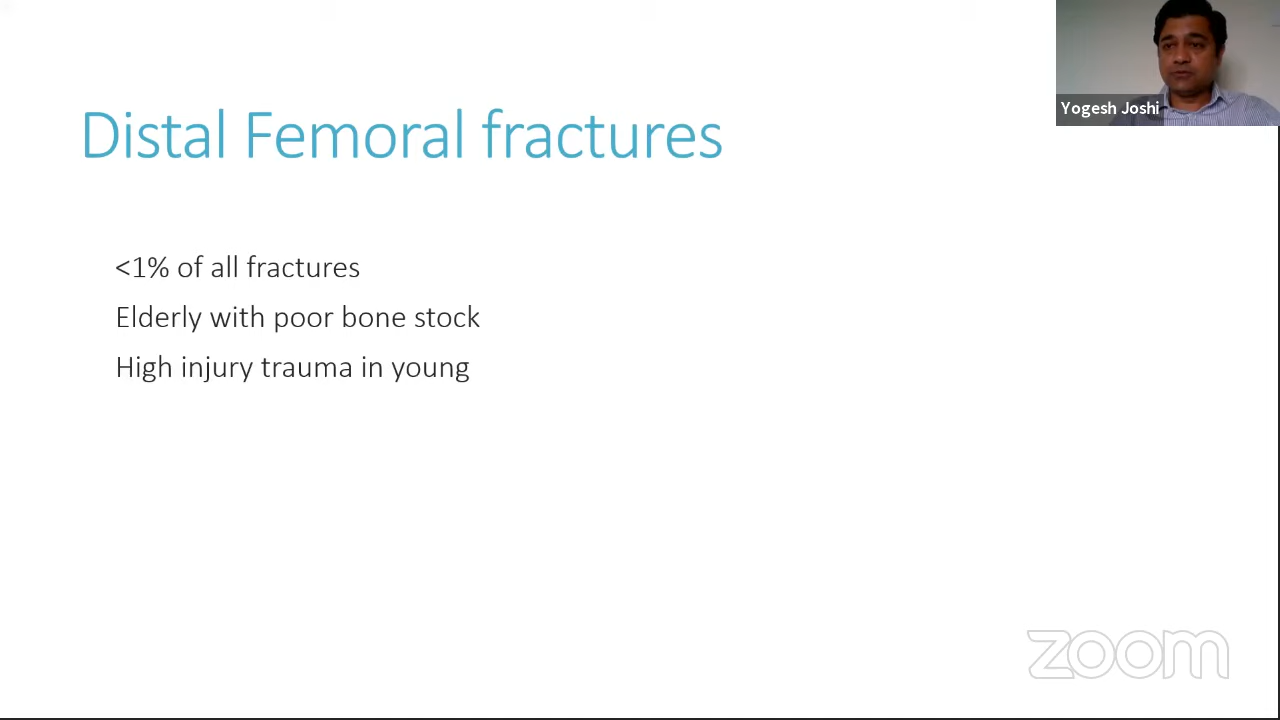 Yogesh Joshi
Distal Femoral fractures
<1% of all fractures
Elderly with poor bone stock
High injury trauma in young
zoom